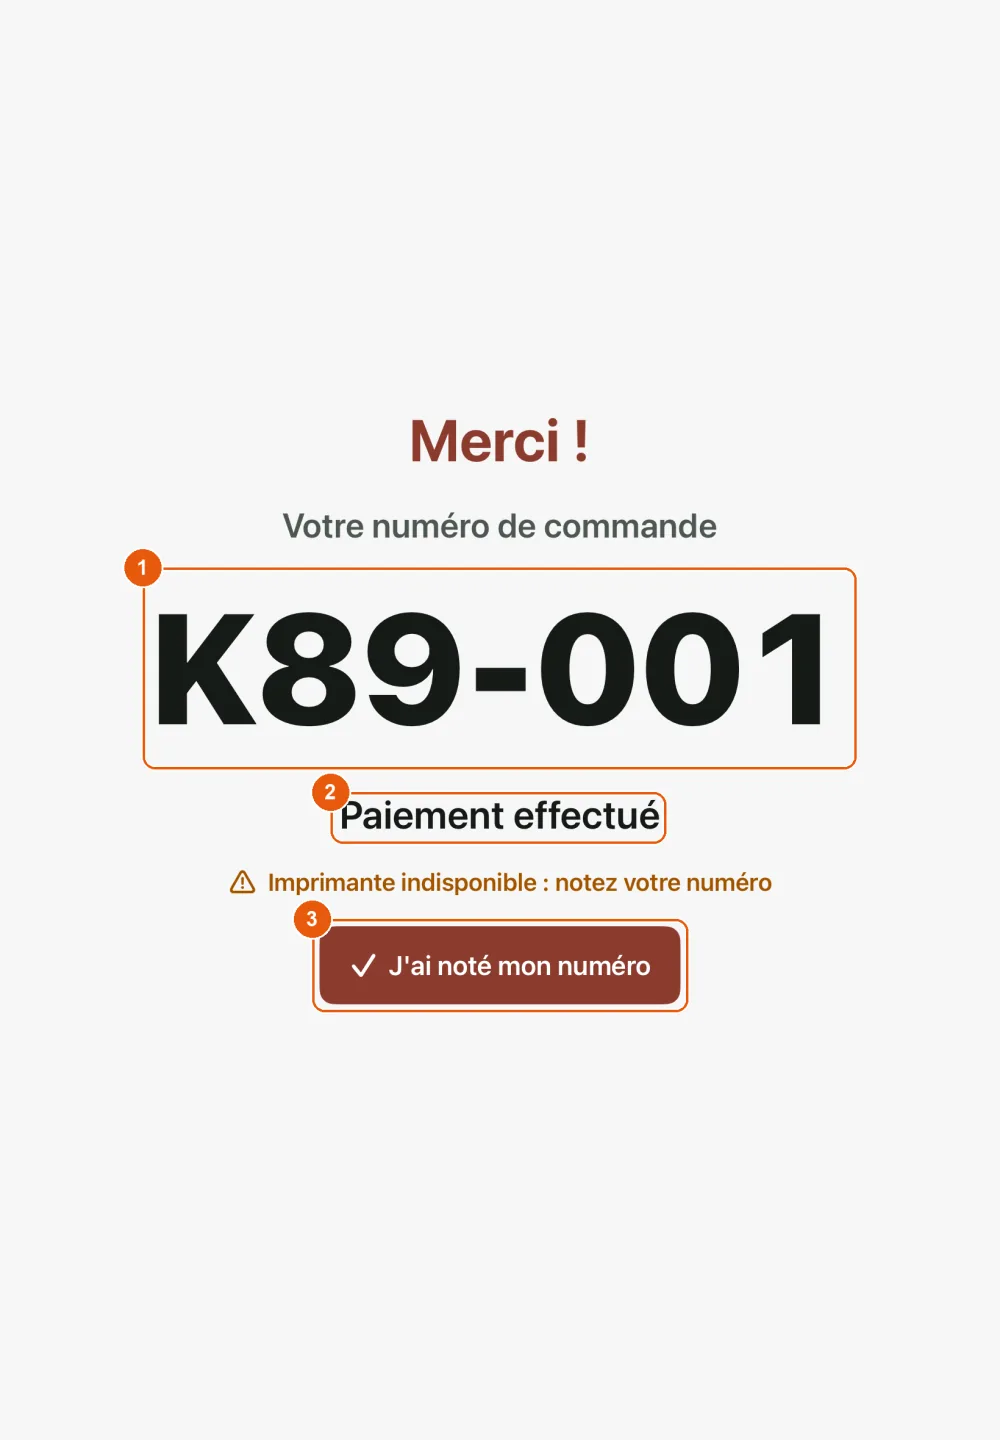 Merci !
Votre numéro de commande
1
K89-001
2
Paiement effectué
Imprimante indisponible : notez votre numéro
3
J'ai noté mon numéro